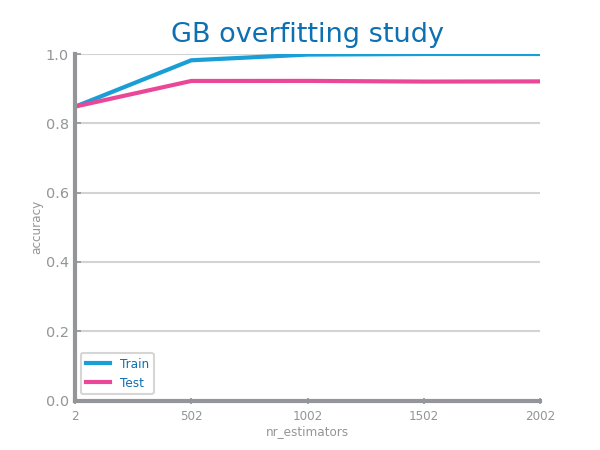 GB overfitting study
1.0
0.8
0.6
0.4
0.2
0.0
accuracy
Train
Test
2 502 1002 1502 2002
nr_estimators